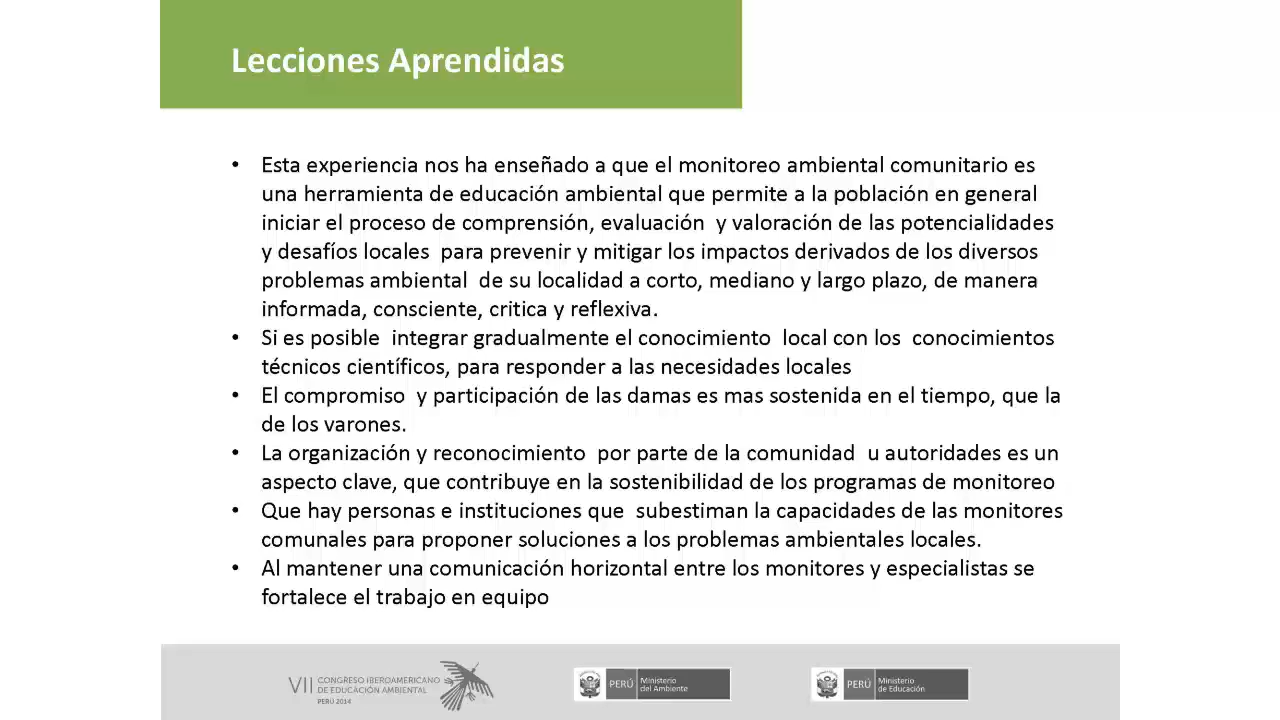 Lecciones Aprendidas
• Esta experiencia nos ha enseñado a que el monitoreo ambiental comunitario es
una herramienta de educación ambiental que permite a la población en general
iniciar el proceso de comprensión, evaluación y valoración de las potencialidades
y desafíos locales para prevenir y mitigar los impactos derivados de los diversos
problemas ambiental de su localidad a corto, mediano y largo plazo, de manera
informada, consciente, critica y reflexiva.
• Si es posible integrar gradualmente el conocimiento local con los conocimientos
técnicos científicos, para responder a las necesidades locales
• El compromiso y participación de las damas es mas sostenida en el tiempo, que la
de los varones.
• La organización y reconocimiento por parte de la comunidad u autoridades es un
aspecto clave, que contribuye en la sostenibilidad de los programas de monitoreo
• Que hay personas e instituciones que subestiman la capacidades de las monitores
comunales para proponer soluciones a los problemas ambientales locales.
• Al mantener una comunicación horizontal entre los monitores y especialistas se
fortalece el trabajo en equipo
VII CONGRESO IBEROAMERICANO
DE EDUCACIÓN AMBIENTAL
PERÚ 2014
PERÚ Ministerio
del Ambiente
PERÚ Ministerio
de Educación